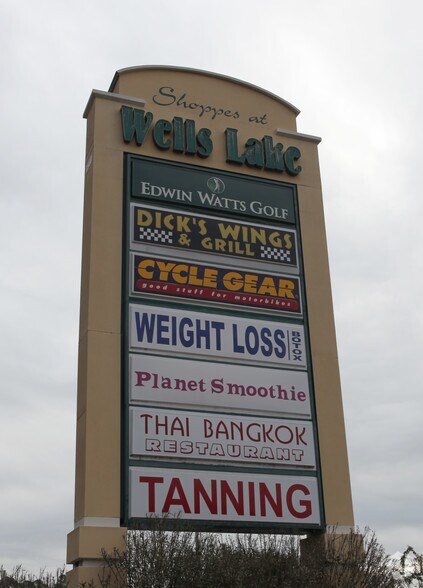 Shoppes at
Wells Lake
EDWIN WATTS GOLF
DICK'S WINGS
& GRILL
CYCLE GEAR
good stuff for motorbikes
WEIGHT LOSS BOTOX
Planet Smoothie
THAI BANGKOK
RESTAURANT
TANNING